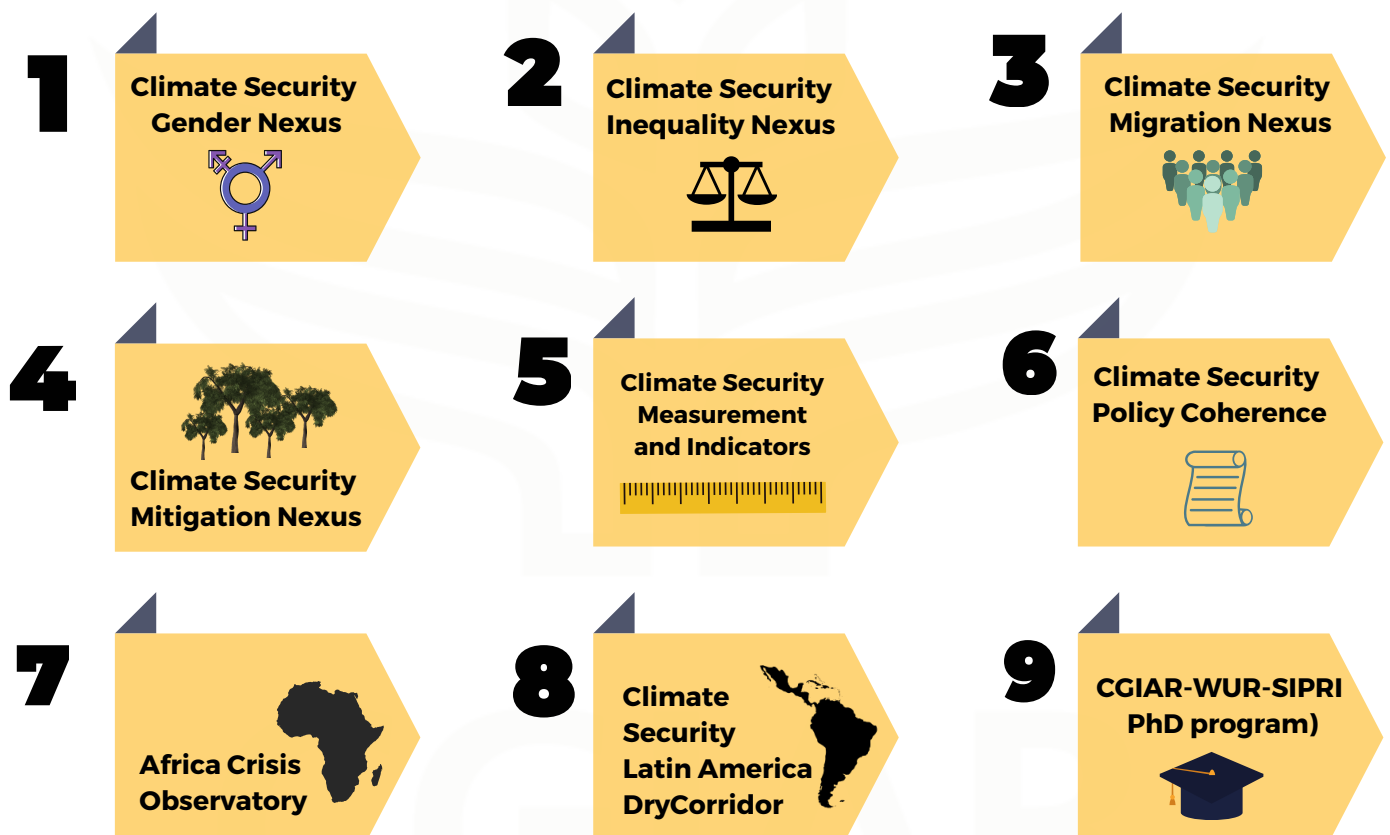 1
Climate Security
Gender Nexus
2
Climate Security
Inequality Nexus
3
Climate Security
Migration Nexus
4
Climate Security
Mitigation Nexus
5
Climate Security
Measurement
and Indicators
6
Climate Security
Policy Coherence
7
Africa Crisis
Observatory
8
Climate
Security
Latin America
DryCorridor
9
CGIAR-WUR-SIPRI
PhD program)